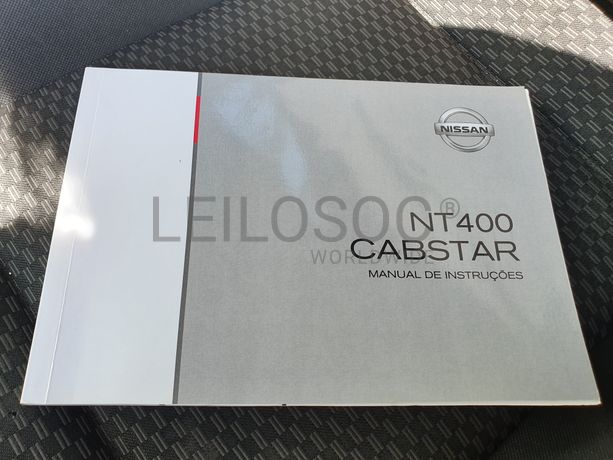 NISSAN
LEILOSOC®
NT400
CABSTAR
WORLDWIDE
MANUAL DE INSTRUÇÕES